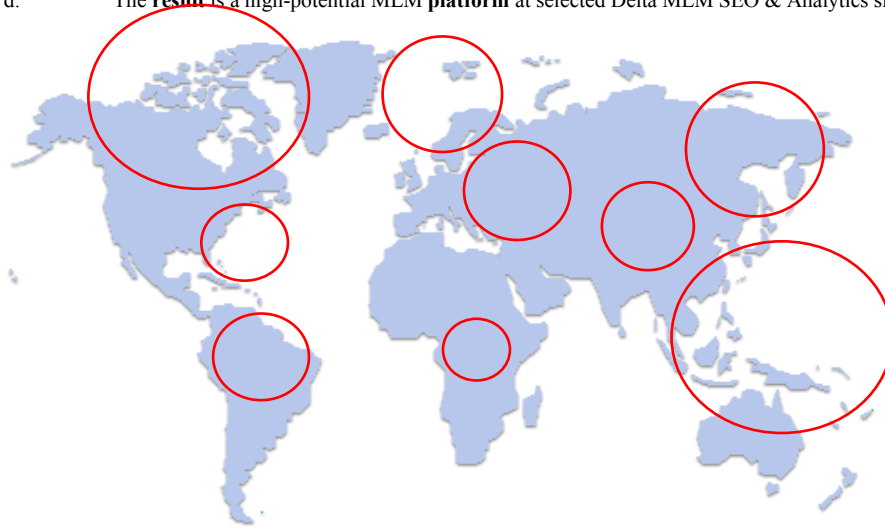 d. The result is a high-potential MLM platform at selected Delta MLM SEO & Analytics